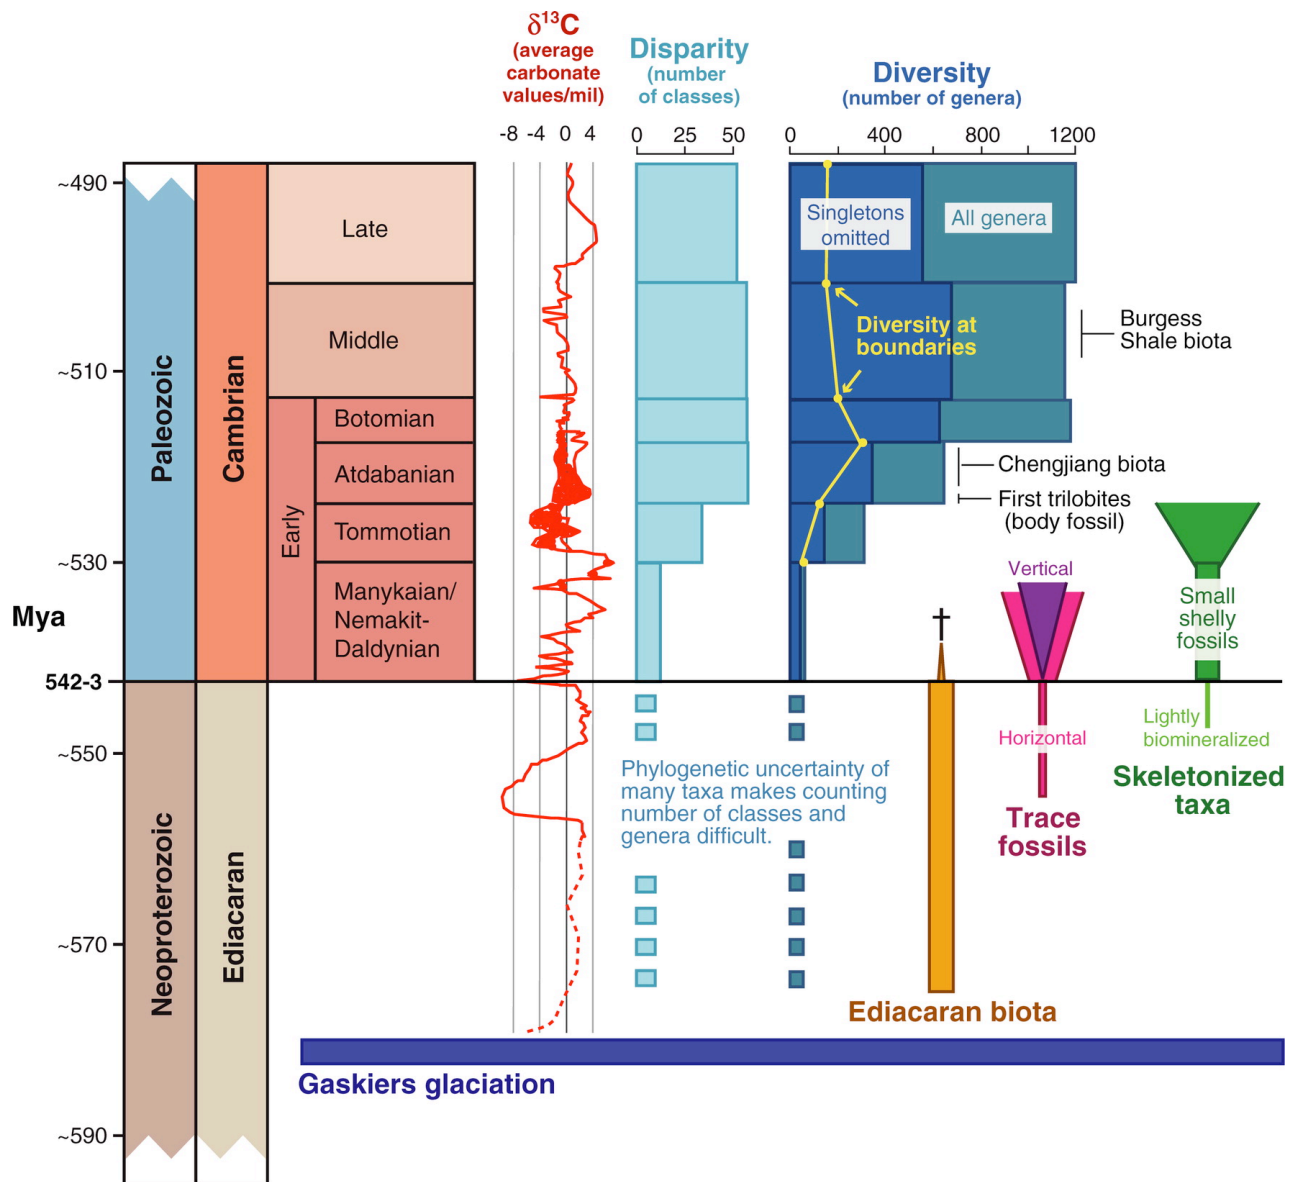 δ¹³C
(average
carbonate
values/mil)
Disparity
(number
of classes)
Diversity
(number of genera)
-8 -4 0 4
0 25 50
0 400 800 1200
~490
~510
~530
Mya
542-3
~550
~570
~590
Paleozoic
Neoproterozoic
Cambrian
Ediacaran
Late
Middle
Early
Botomian
Atdabanian
Tommotian
Manykaian/
Nemakit-
Daldynian
Singletons
omitted
All genera
Diversity at
boundaries
Burgess
Shale biota
Chengjiang biota
First trilobites
(body fossil)
Vertical
Horizontal
Trace
fossils
Small
shelly
fossils
Lightly
biomineralized
Skeletonized
taxa
Phylogenetic uncertainty of
many taxa makes counting
number of classes and
genera difficult.
Ediacaran biota
Gaskiers glaciation